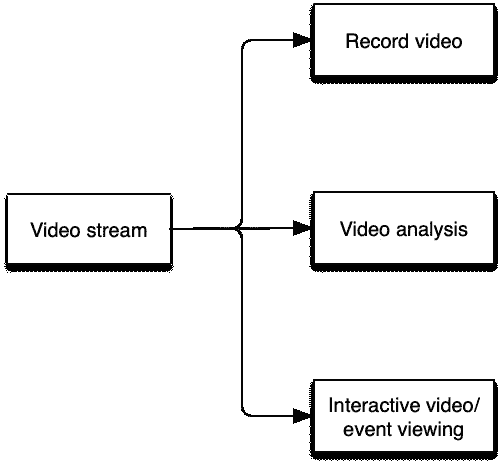 Record video
Video stream
Video analysis
Interactive video/
event viewing